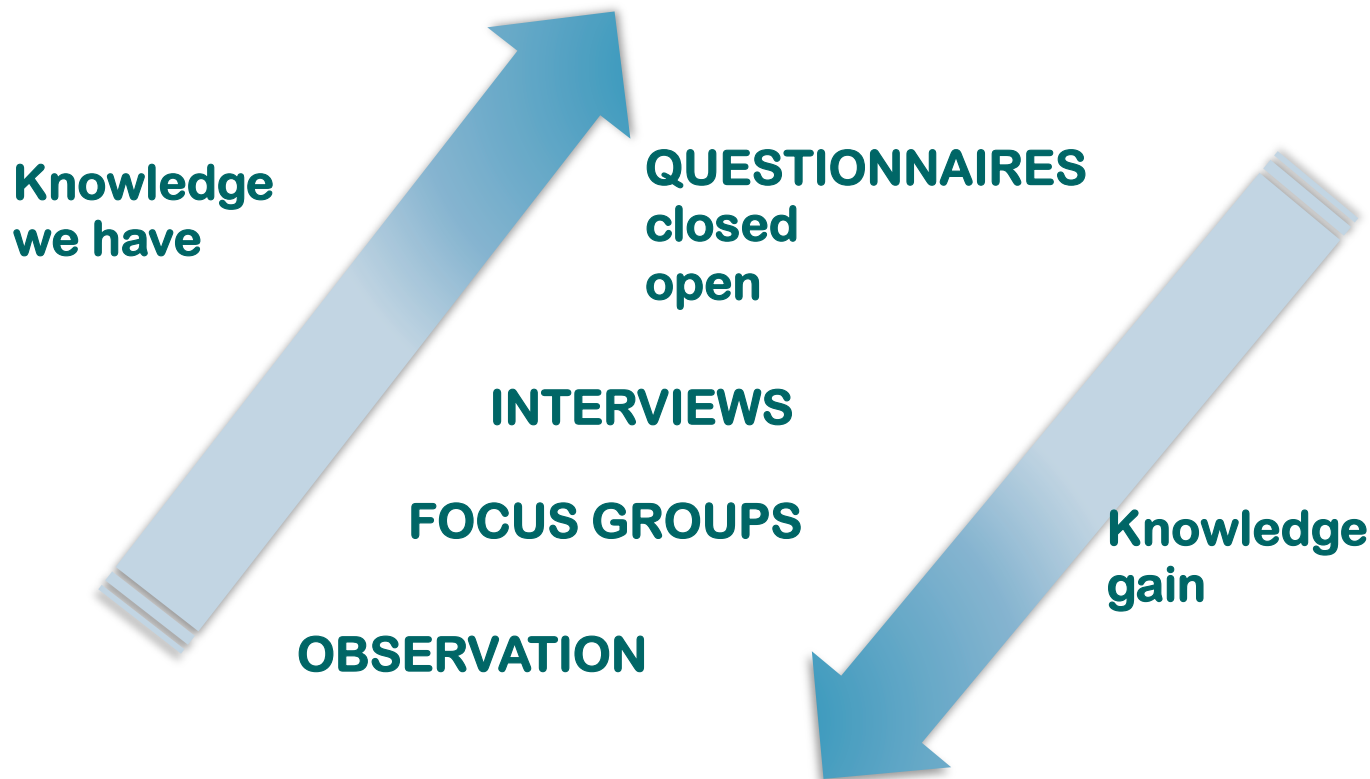 Knowledge
we have
QUESTIONNAIRES
closed
open
INTERVIEWS
FOCUS GROUPS
Knowledge
gain
OBSERVATION